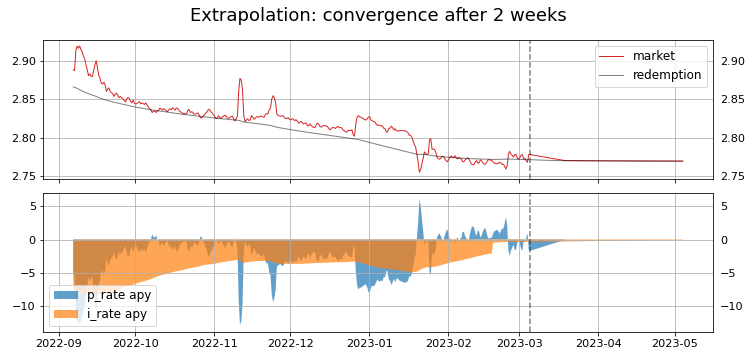 Extrapolation: convergence after 2 weeks
2.90
2.85
2.80
2.75
market
redemption
2.90
2.85
2.80
2.75
5
0
−5
−10
p_rate apy
i_rate apy
5
0
−5
−10
2022-09 2022-10 2022-11 2022-12 2023-01 2023-02 2023-03 2023-04 2023-05